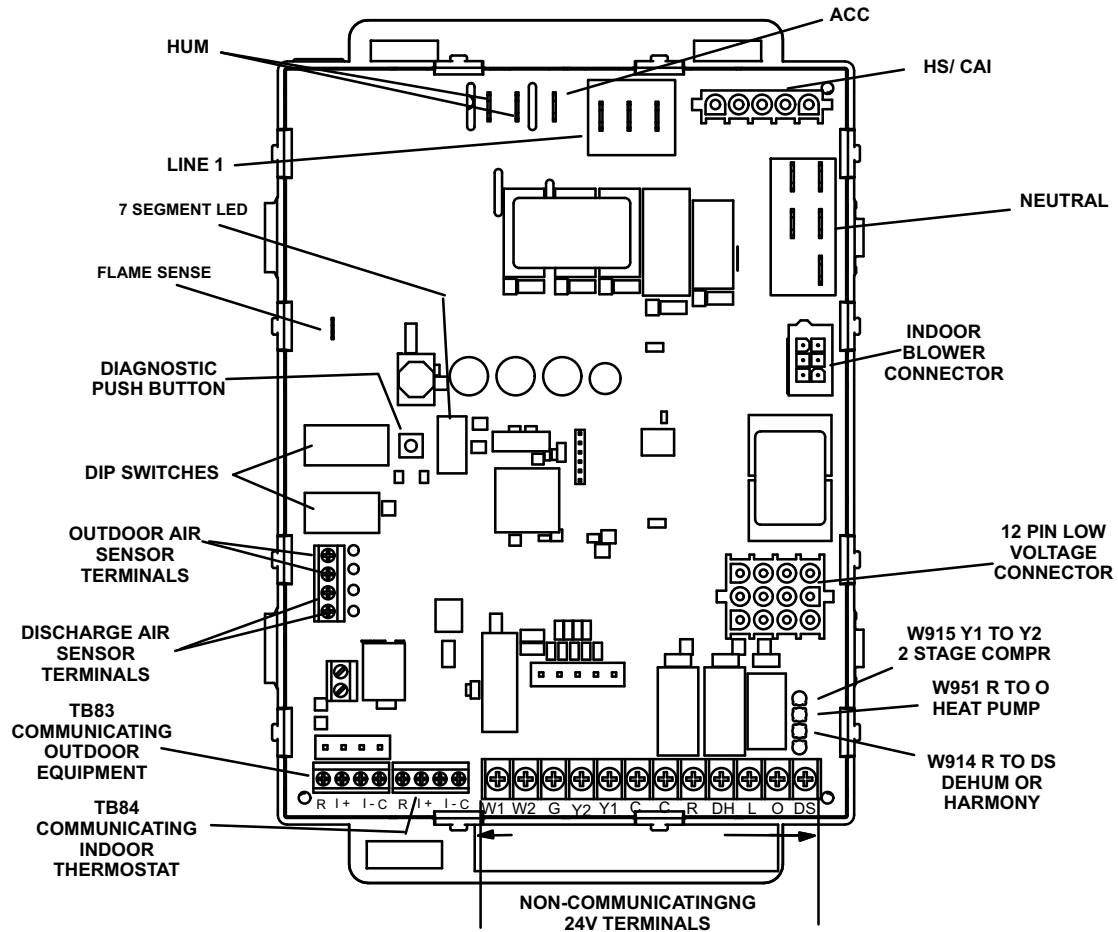 ACC
HUM
HS/ CAI
LINE 1
7 SEGMENT LED
NEUTRAL
FLAME SENSE
INDOOR
BLOWER
CONNECTOR
DIAGNOSTIC
PUSH BUTTON
DIP SWITCHES
OUTDOOR AIR
SENSOR
TERMINALS
12 PIN LOW
VOLTAGE
CONNECTOR
DISCHARGE AIR
SENSOR
TERMINALS
W915 Y1 TO Y2
2 STAGE COMPR
W951 R TO O
HEAT PUMP
TB83
COMMUNICATING
OUTDOOR
EQUIPMENT
W914 R TO DS
DEHUM OR
HARMONY
TB84
COMMUNICATING
INDOOR
THERMOSTAT
R I+ I- C R I+ I- C W1 W2 G Y2 Y1 C C R DH L O DS
NON-COMMUNICATINGNG
24V TERMINALS